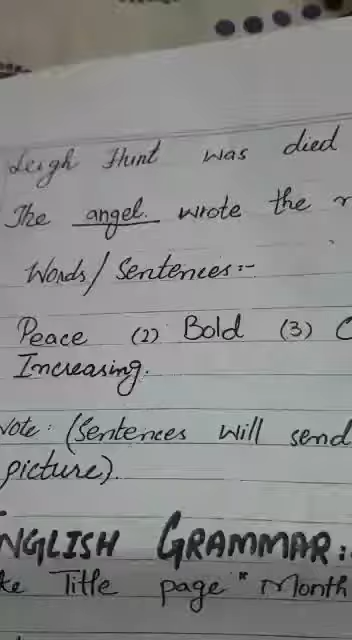 Leigh Hunt was died
The angel. wrote the
Words/Sentences:-
Peace (2) Bold (3)
Increasing.
Note: (Sentences will send
picture).
ENGLISH GRAMMAR:
Title page " Month